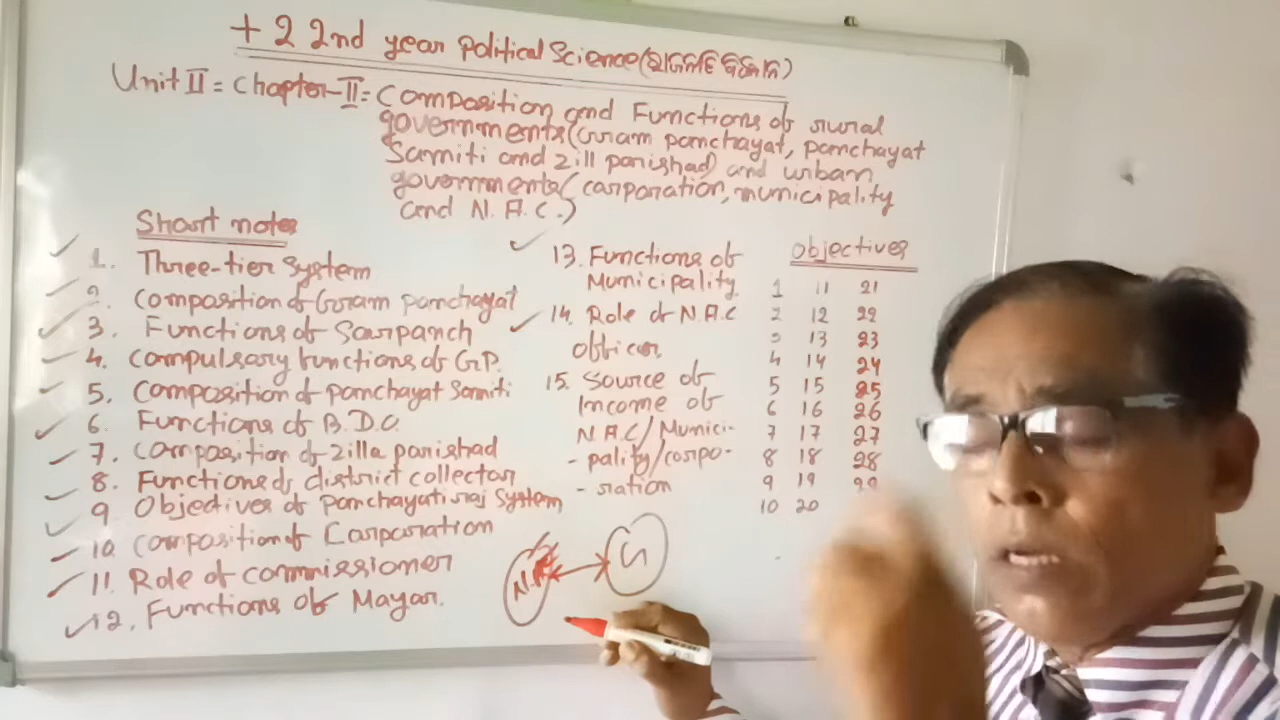 + 2 2nd year Political Science (ରାଜନୀତି ବିଜ୍ଞାନ)
Unit II = Chapter-II = Composition and Functions of rural
governments (Gram panchayat, panchayat
Samiti and Zill parishad) and urban
governments (carporation, municipality
and N. A. C.)
Short notes
1. Three-tier System
2. Composition of Gram panchayat
3. Functions of Sarpanch
4. Compulsary functions of G.P.
5. Composition of panchayat Samiti
6. Functions of B.D.O.
7. Composition of Zilla parishad
8. Functions of district collector
9 Objectives of panchayati raj System
10. Composition of Carporation
11. Role of commissioner
12. Functions of Mayar.
13. Functions of
Municipality
14. Role of N.A.C
Officer
15. Source of
Income of
N.A.C/Munici-
-pality/corpo-
-ration
Objectives
1 11 21
2 12 22
3 13 23
4 14 24
5 15 25
6 16 26
7 17 27
8 18 28
9 19 29
10 20
G